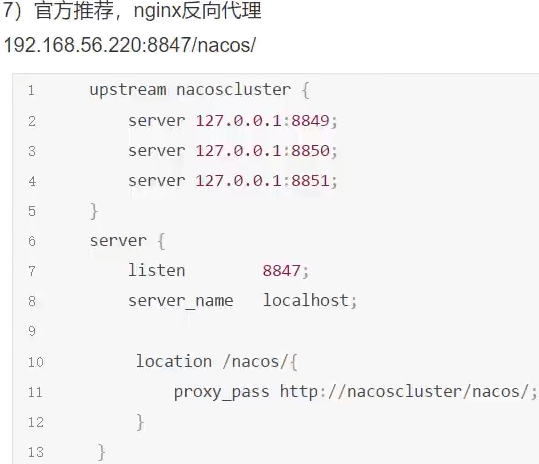 7）官方推荐，nginx反向代理
192.168.56.220:8847/nacos/
1 upstream nacoscluster {
2 server 127.0.0.1:8849;
3 server 127.0.0.1:8850;
4 server 127.0.0.1:8851;
5 }
6 server {
7 listen 8847;
8 server_name localhost;
9
10 location /nacos/{
11 proxy_pass http://nacoscluster/nacos/;
12 }
13 }